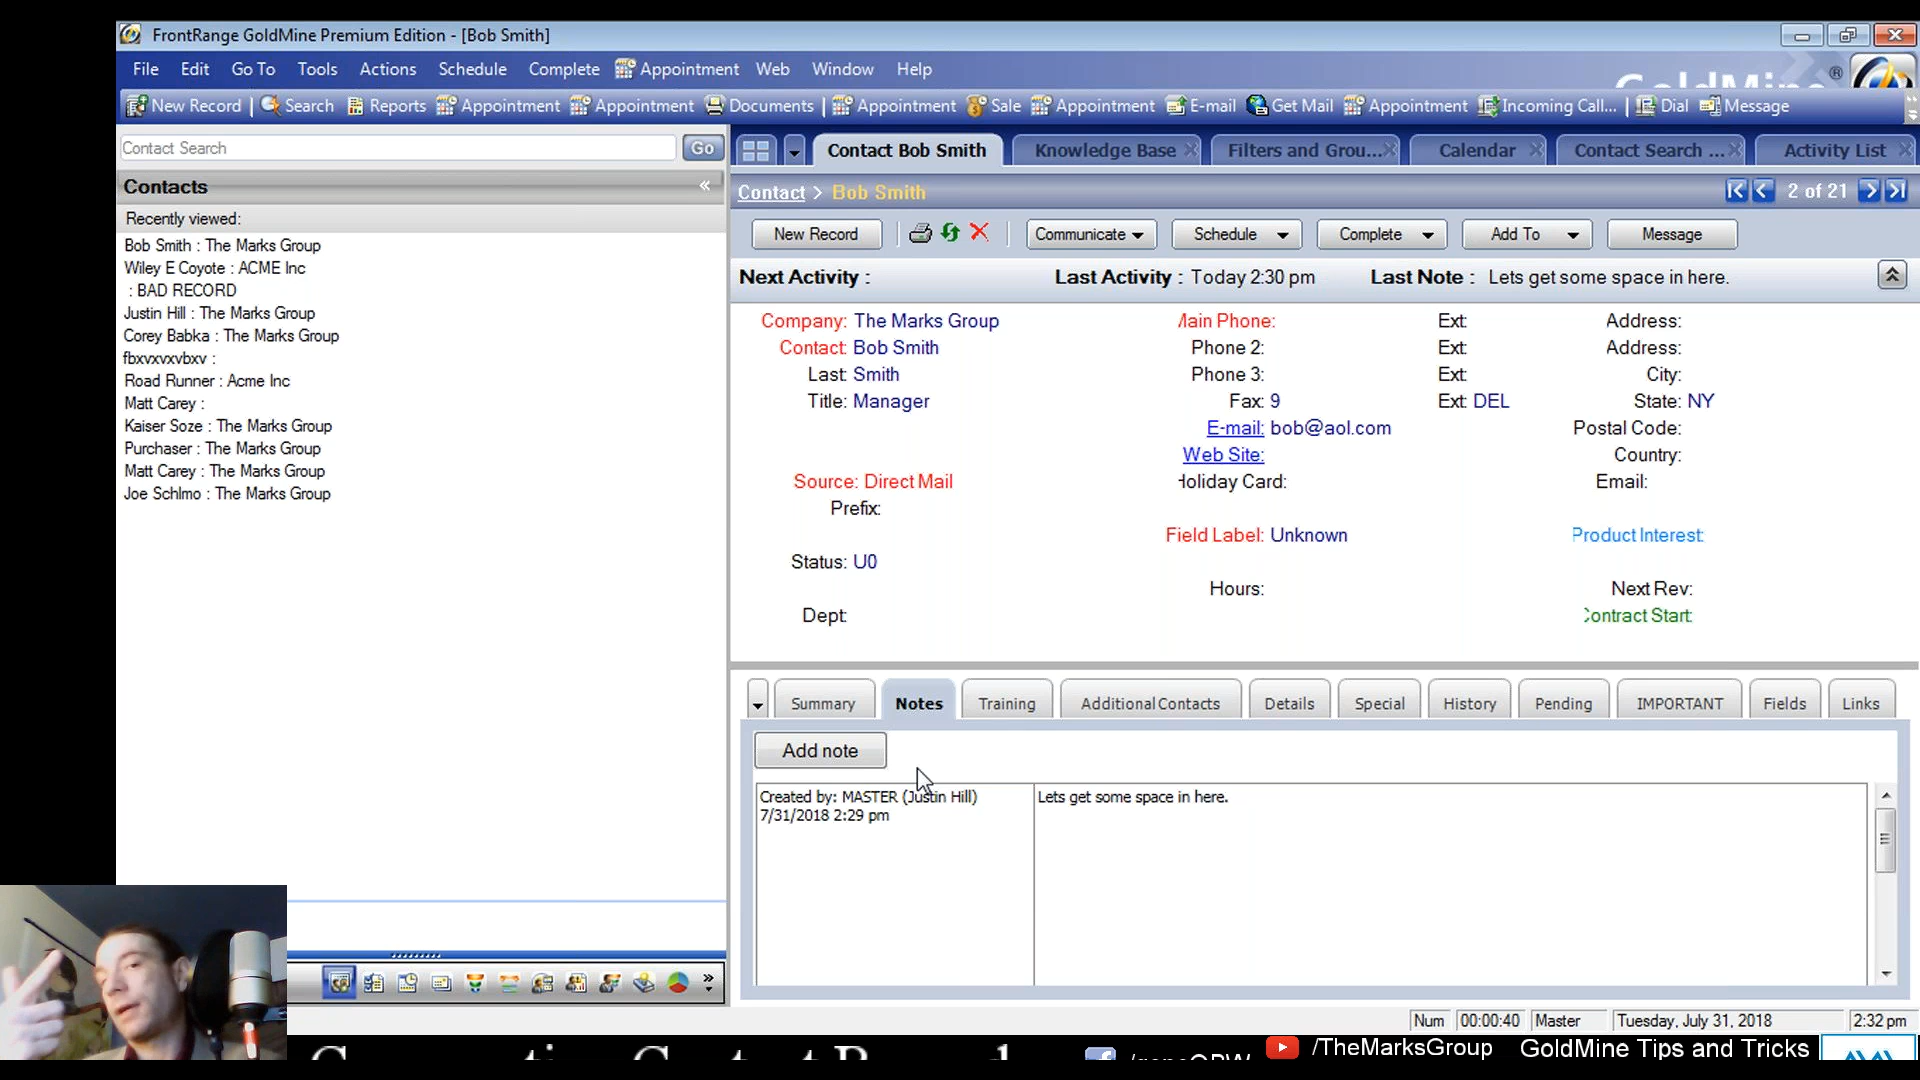 FrontRange GoldMine Premium Edition - [Bob Smith]
File Edit Go To Tools Actions Schedule Complete Appointment Web Window Help
GoldMine ®
New Record Search Reports Appointment Appointment Documents Appointment Sale Appointment E-mail Get Mail Appointment Incoming Call... Dial Message
Contact Search Go
Contact Bob Smith Knowledge Base Filters and Grou... Calendar Contact Search ... Activity List
Contacts «
Contact > Bob Smith 2 of 21
Recently viewed:
Bob Smith : The Marks Group
Wiley E Coyote : ACME Inc
: BAD RECORD
Justin Hill : The Marks Group
Corey Babka : The Marks Group
fbxvxvxvbxv :
Road Runner : Acme Inc
Matt Carey :
Kaiser Soze : The Marks Group
Purchaser : The Marks Group
Matt Carey : The Marks Group
Joe Schlmo : The Marks Group
New Record Communicate Schedule Complete Add To Message
Next Activity : Last Activity : Today 2:30 pm Last Note : Lets get some space in here.
Company: The Marks Group Main Phone: Ext: Address:
Contact: Bob Smith Phone 2: Ext: Address:
Last: Smith Phone 3: Ext: City:
Title: Manager Fax: 9 Ext: DEL State: NY
E-mail: bob@aol.com Postal Code:
Web Site: Country:
Source: Direct Mail Holiday Card: Email:
Prefix:
Field Label: Unknown Product Interest:
Status: U0
Hours: Next Rev:
Dept: Contract Start:
Summary Notes Training Additional Contacts Details Special History Pending IMPORTANT Fields Links
Add note
Created by: MASTER (Justin Hill) Lets get some space in here.
7/31/2018 2:29 pm
Num 00:00:40 Master Tuesday, July 31, 2018 2:32 pm
/TheMarksGroup GoldMine Tips and Tricks